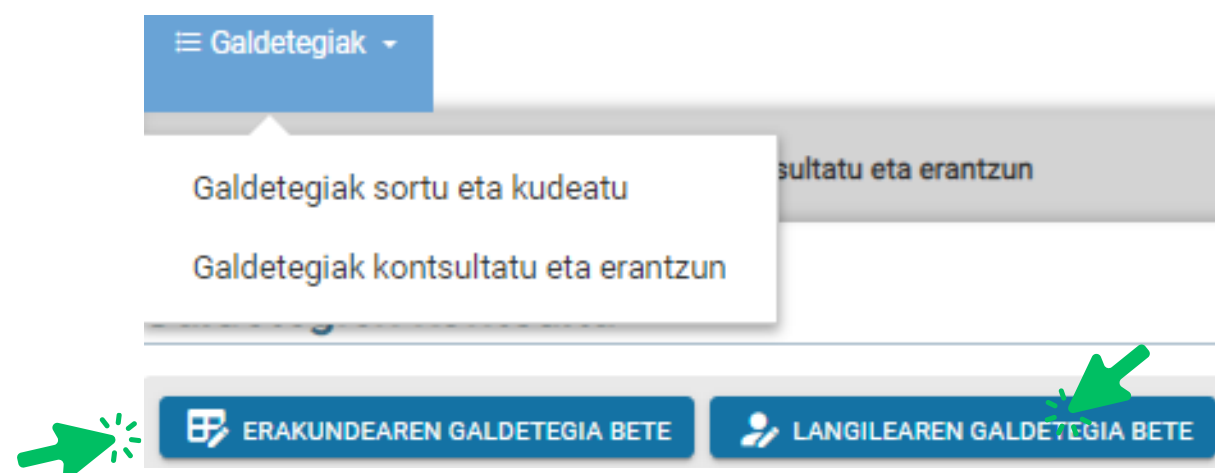 Galdetegiak
Galdetegiak sortu eta kudeatu
sultatu eta erantzun
Galdetegiak kontsultatu eta erantzun
ERAKUNDEAREN GALDETEGIA BETE
LANGILEAREN GALDETEGIA BETE